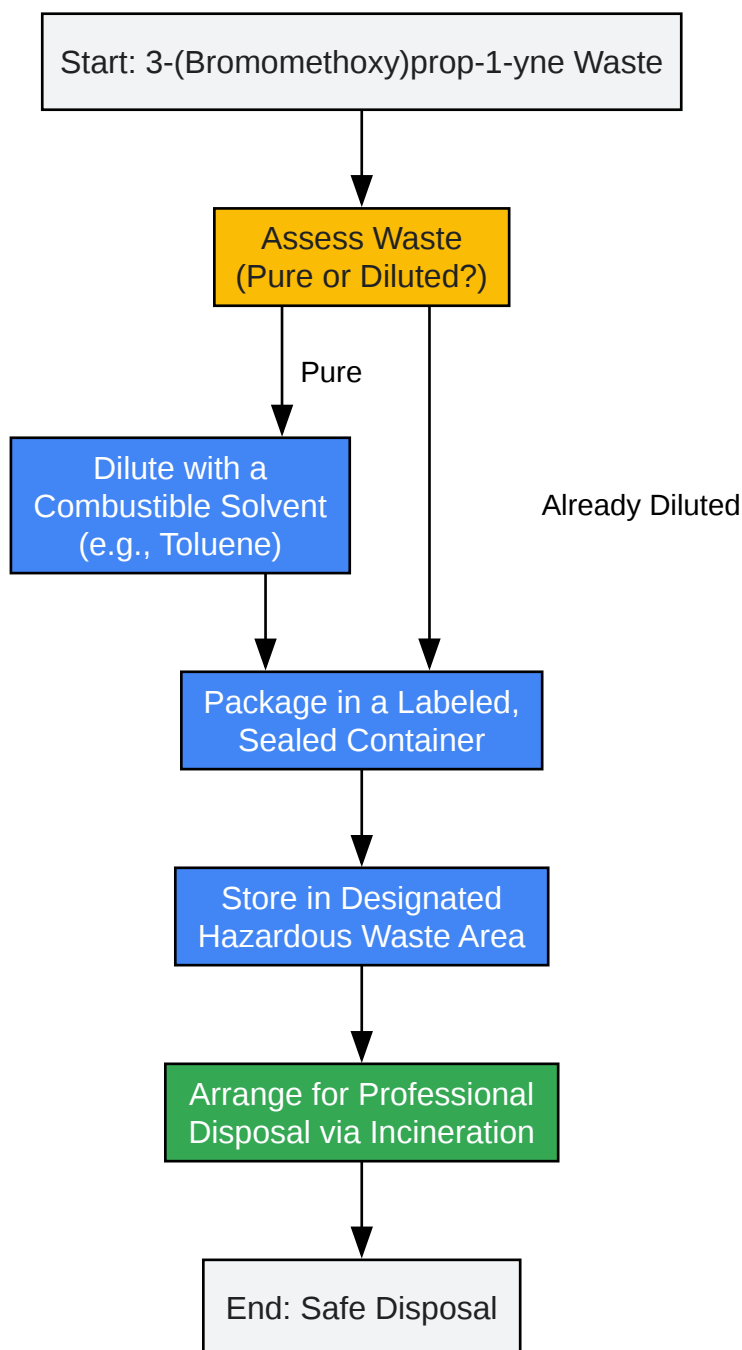 Start: 3-(Bromomethoxy)prop-1-yne Waste
Assess Waste
(Pure or Diluted?)
Pure
Dilute with a
Combustible Solvent
(e.g., Toluene)
Already Diluted
Package in a Labeled,
Sealed Container
Store in Designated
Hazardous Waste Area
Arrange for Professional
Disposal via Incineration
End: Safe Disposal